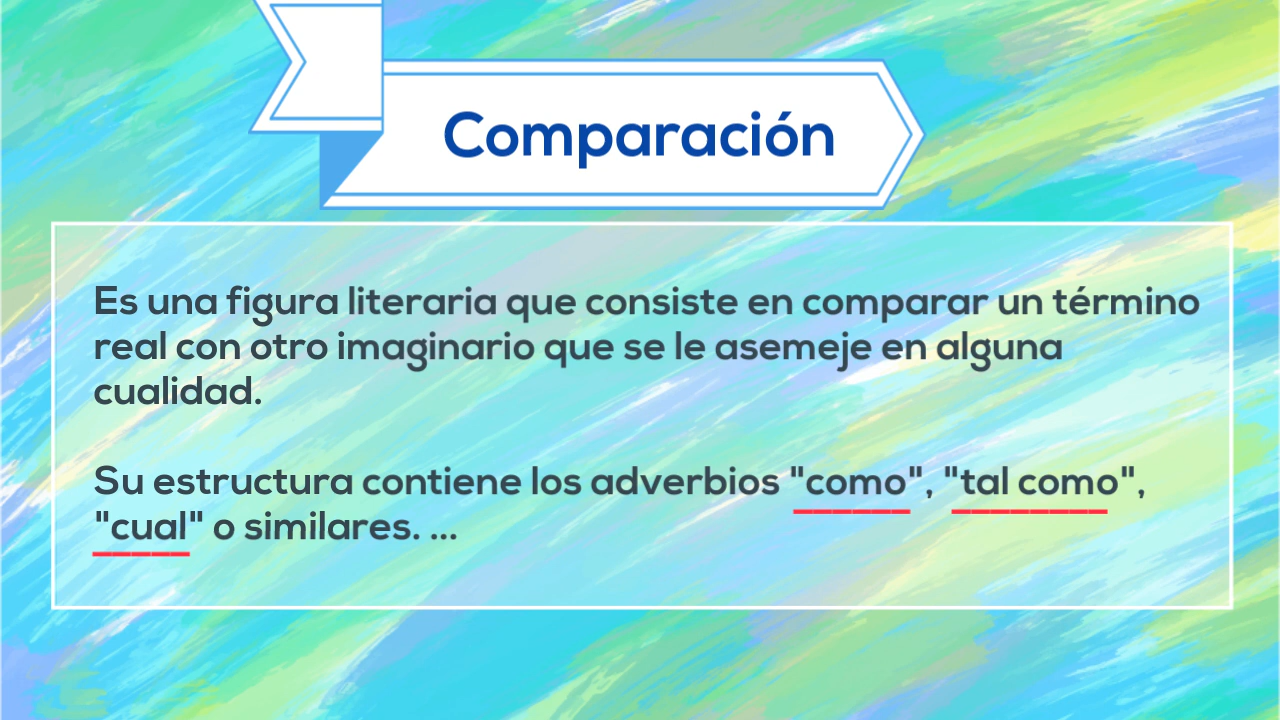 Comparación
Es una figura literaria que consiste en comparar un término
real con otro imaginario que se le asemeje en alguna
cualidad.
Su estructura contiene los adverbios "como", "tal como",
"cual" o similares. ...